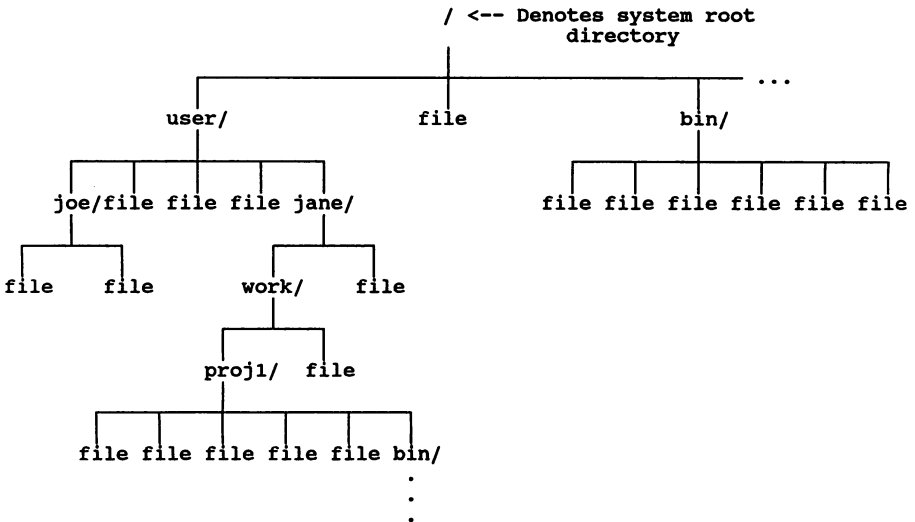 / <-- Denotes system root
directory
...
user/ file bin/
joe/file file file jane/ file file file file file file
file file work/ file
proj1/ file
file file file file file bin/
.
.
.